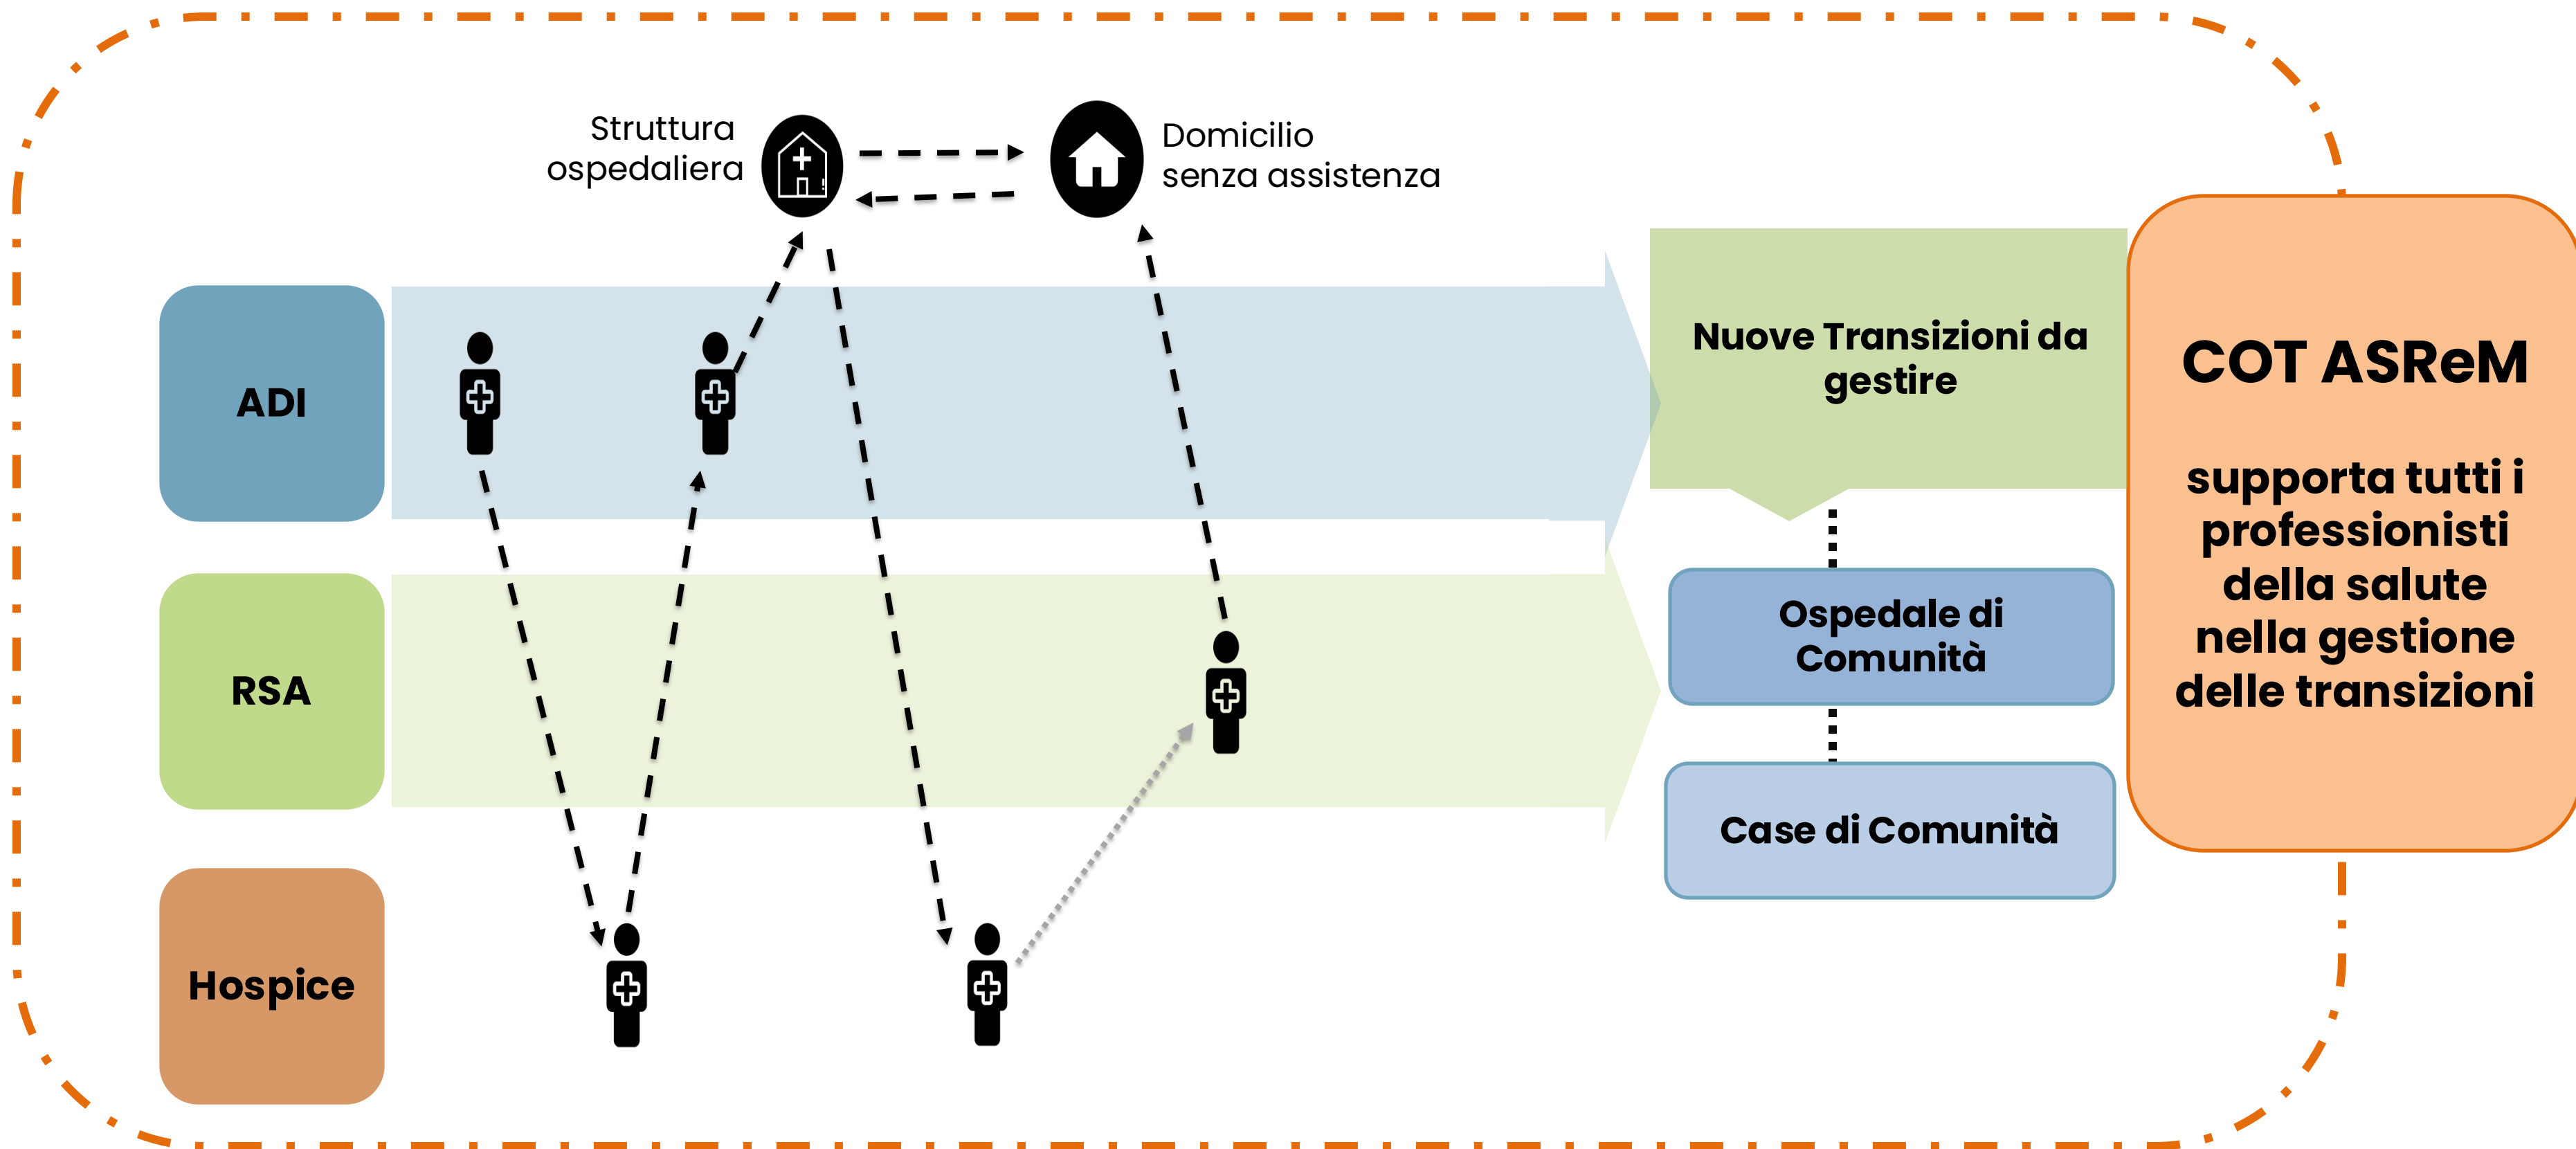 Struttura
ospedaliera
Domicilio
senza assistenza
ADI
RSA
Hospice
Nuove Transizioni da
gestire
Ospedale di
Comunità
Case di Comunità
COT ASReM
supporta tutti i
professionisti
della salute
nella gestione
delle transizioni